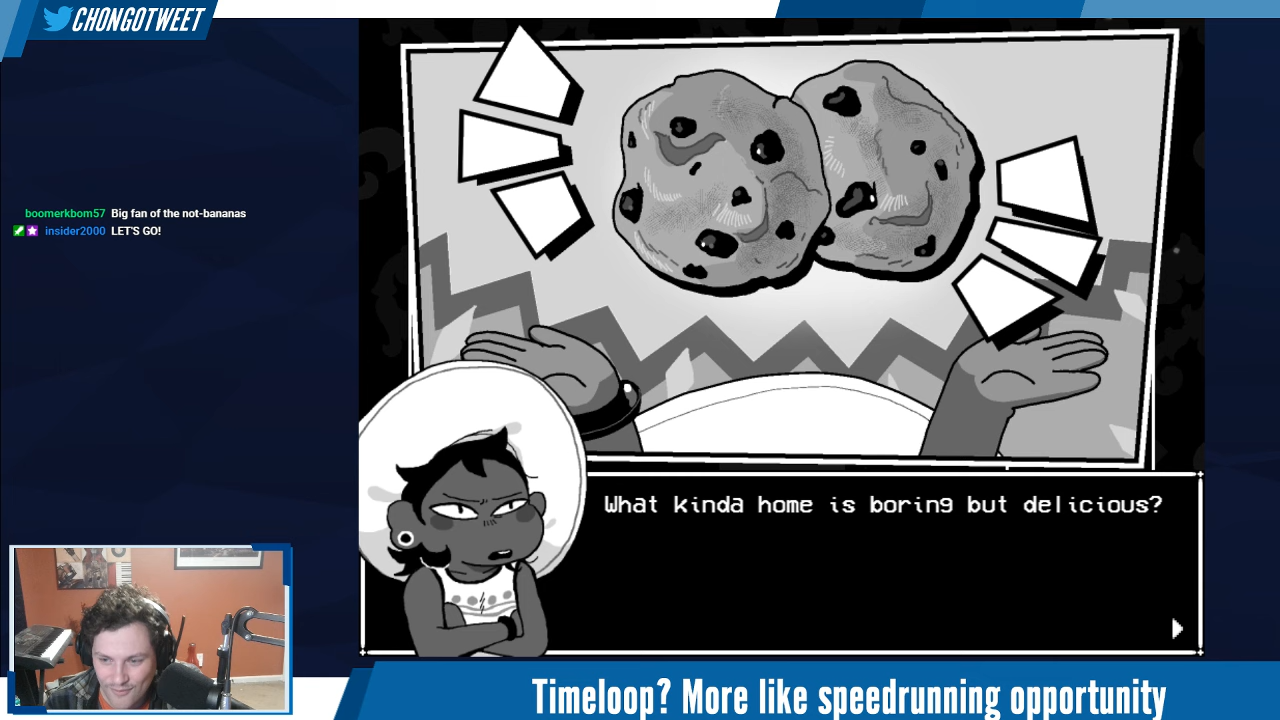 CHONGOTWEET
boomerkbom57 Big fan of the not-bananas
insider2000 LET'S GO!
What kinda home is boring but delicious?
Timeloop? More like speedrunning opportunity